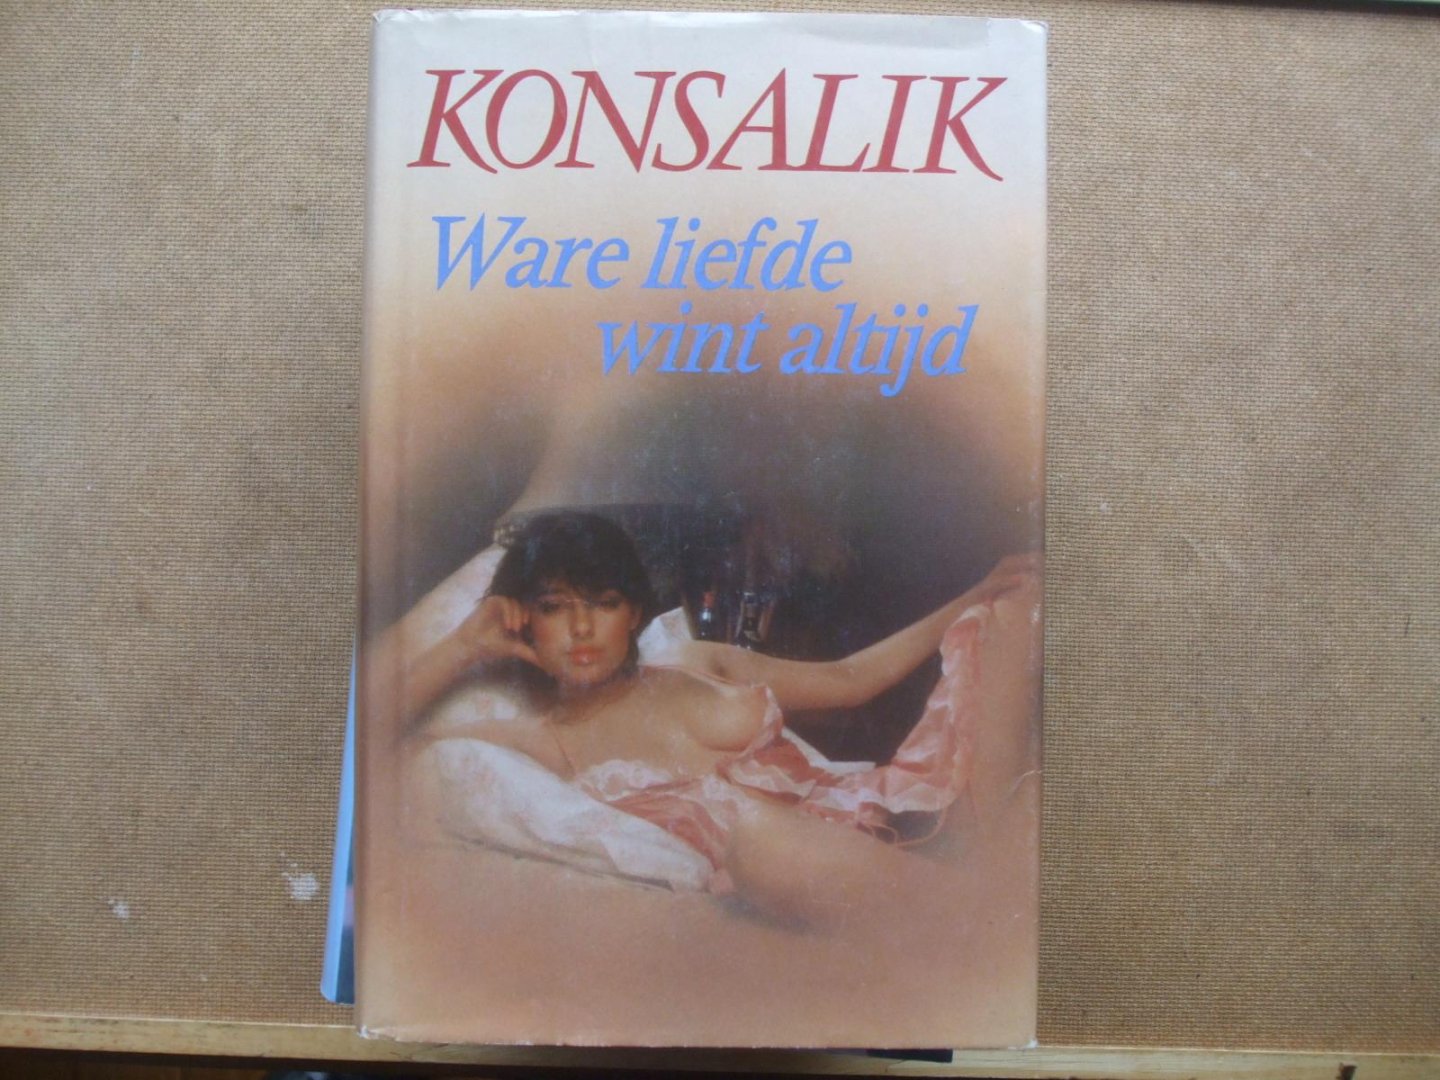 KONSALIK
Ware liefde
wint altijd